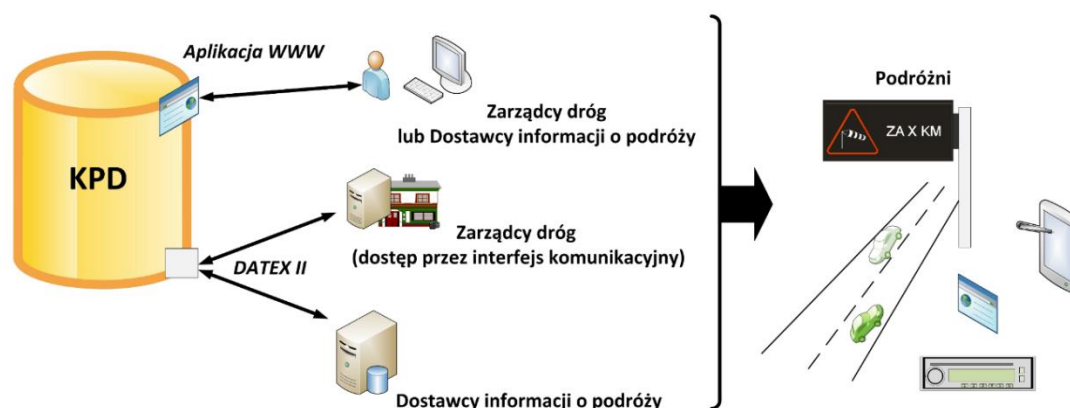 KPD
Aplikacja WWW
Zarządcy dróg
lub Dostawcy informacji o podróży
Zarządcy dróg
(dostęp przez interfejs komunikacyjny)
DATEX II
Dostawcy informacji o podróży
Podróżni
ZA X KM